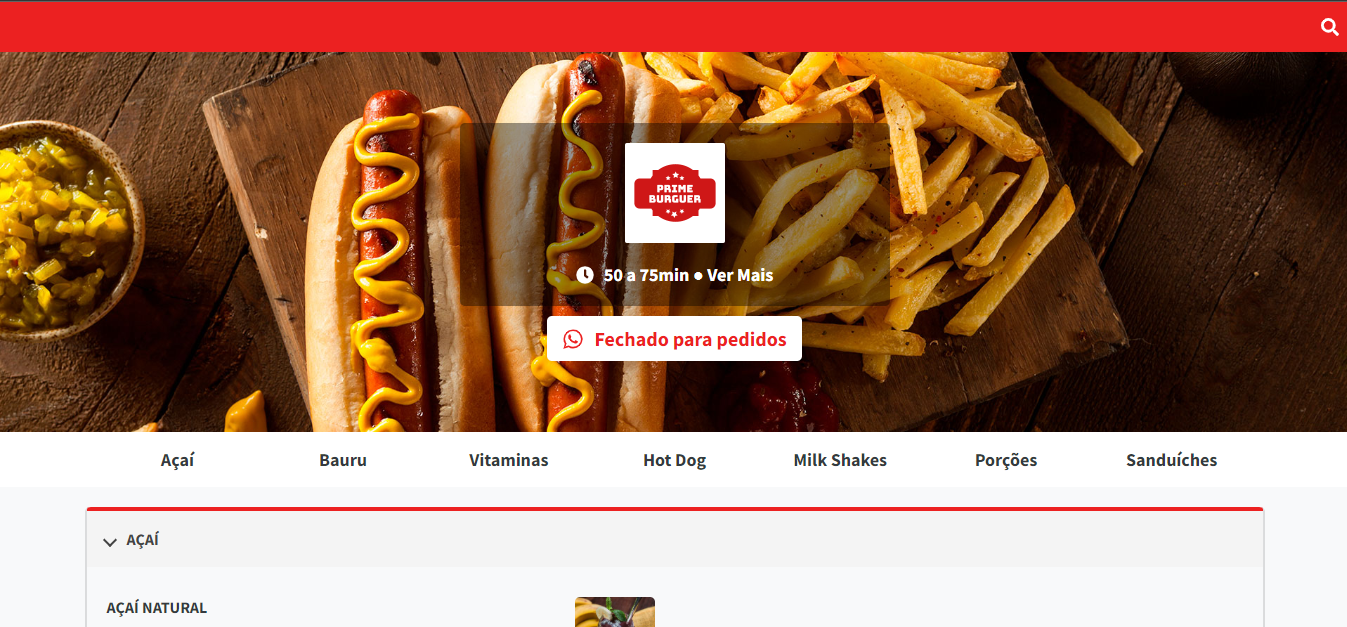 PRIME
BURGUER
50 a 75min ● Ver Mais
Fechado para pedidos
Açaí Bauru Vitaminas Hot Dog Milk Shakes Porções Sanduíches
AÇAÍ
AÇAÍ NATURAL